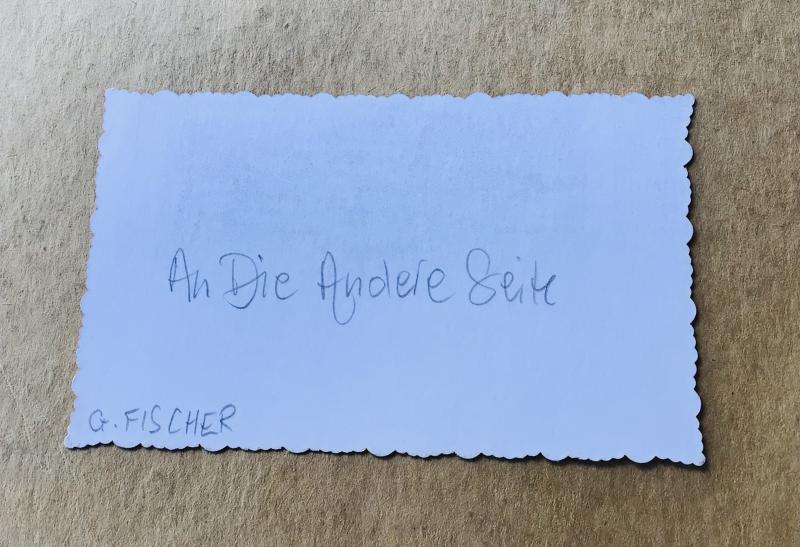 An Die Andere Seite
G. FISCHER